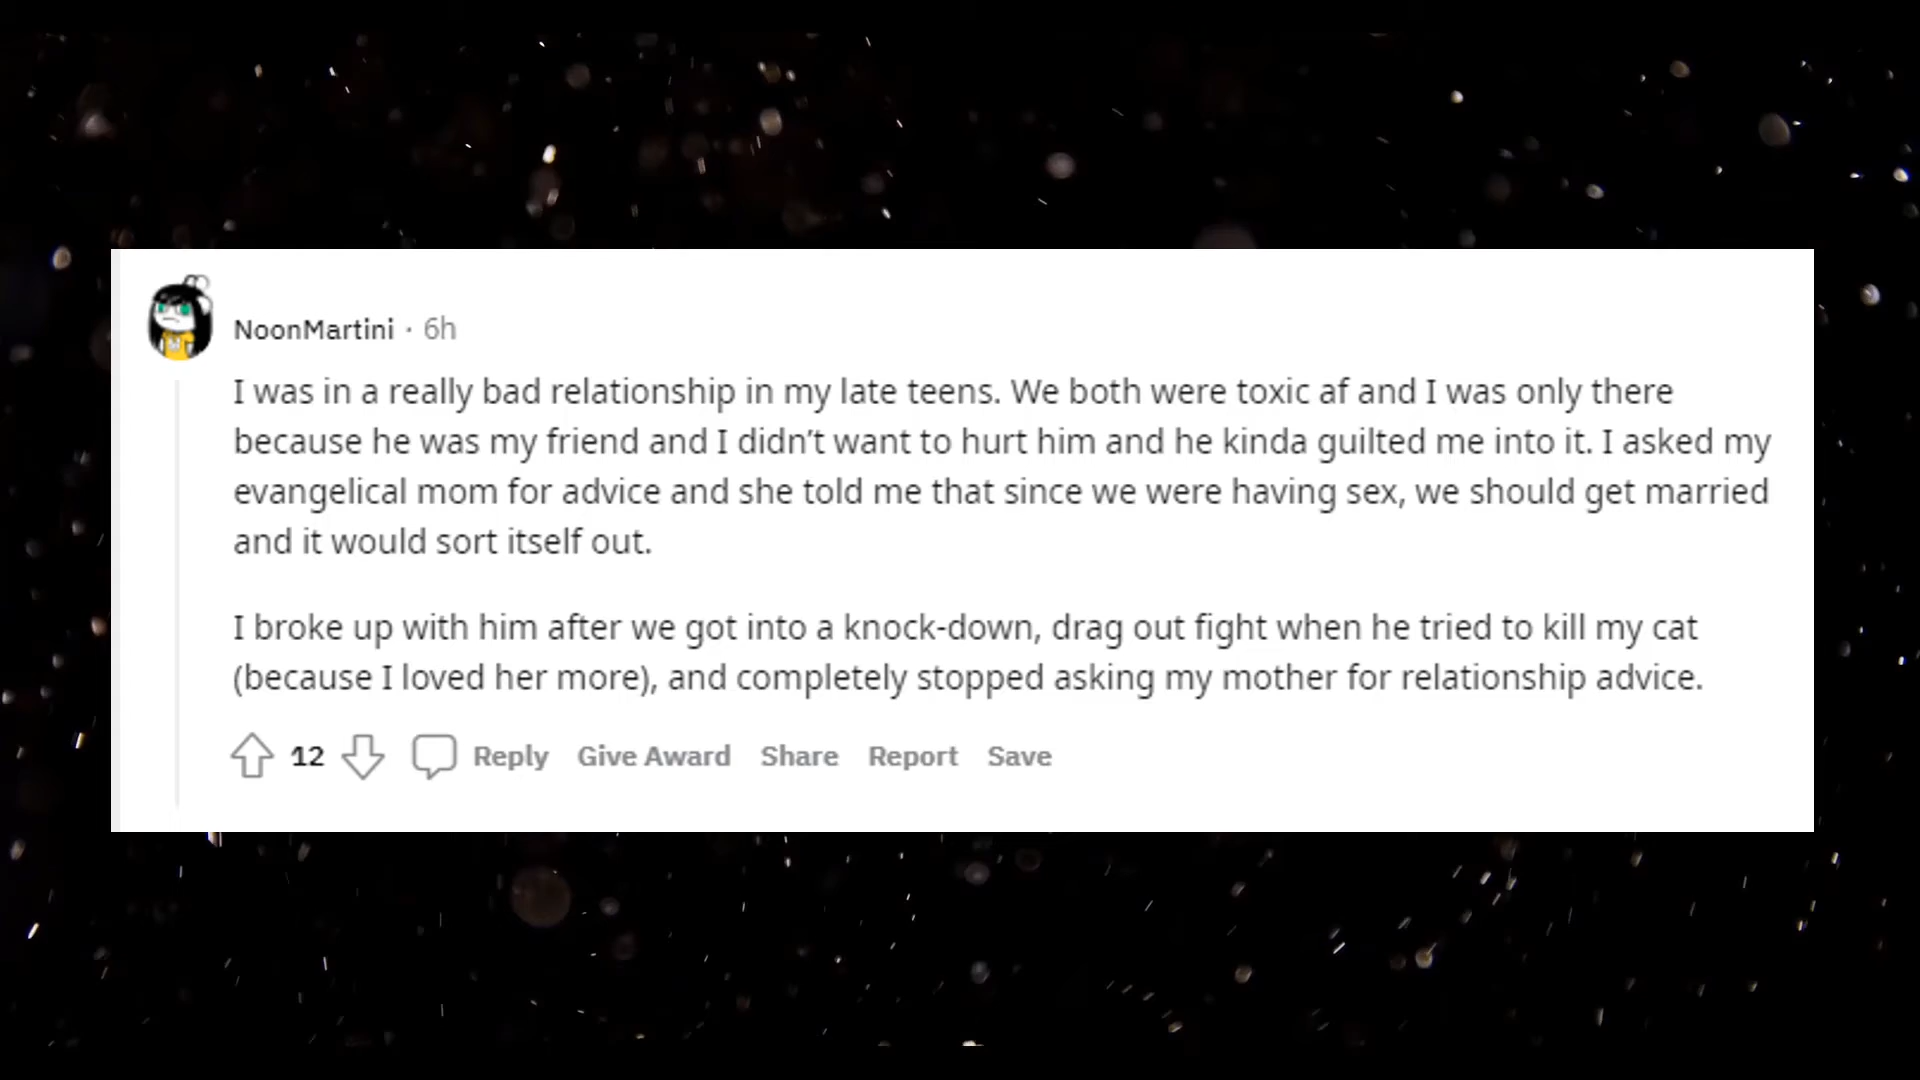 NoonMartini · 6h
I was in a really bad relationship in my late teens. We both were toxic af and I was only there
because he was my friend and I didn’t want to hurt him and he kinda guilted me into it. I asked my
evangelical mom for advice and she told me that since we were having sex, we should get married
and it would sort itself out.
I broke up with him after we got into a knock-down, drag out fight when he tried to kill my cat
(because I loved her more), and completely stopped asking my mother for relationship advice.
12 Reply Give Award Share Report Save